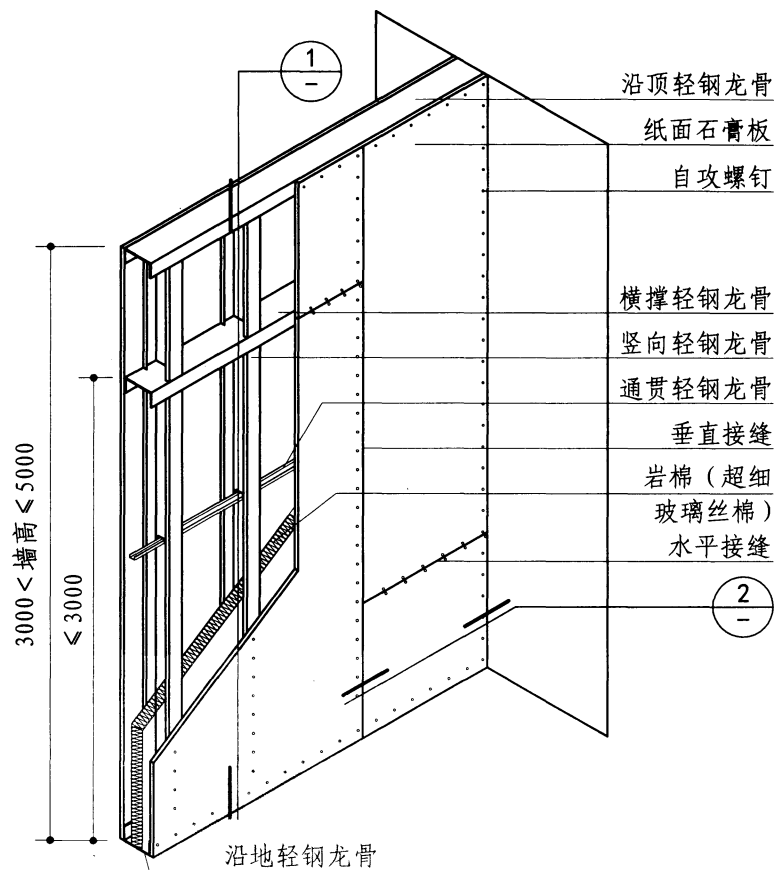 1
–
沿顶轻钢龙骨
纸面石膏板
自攻螺钉
横撑轻钢龙骨
竖向轻钢龙骨
通贯轻钢龙骨
垂直接缝
岩棉（超细
玻璃丝棉）
水平接缝
2
–
3000<墙高≤5000
≤3000
沿地轻钢龙骨